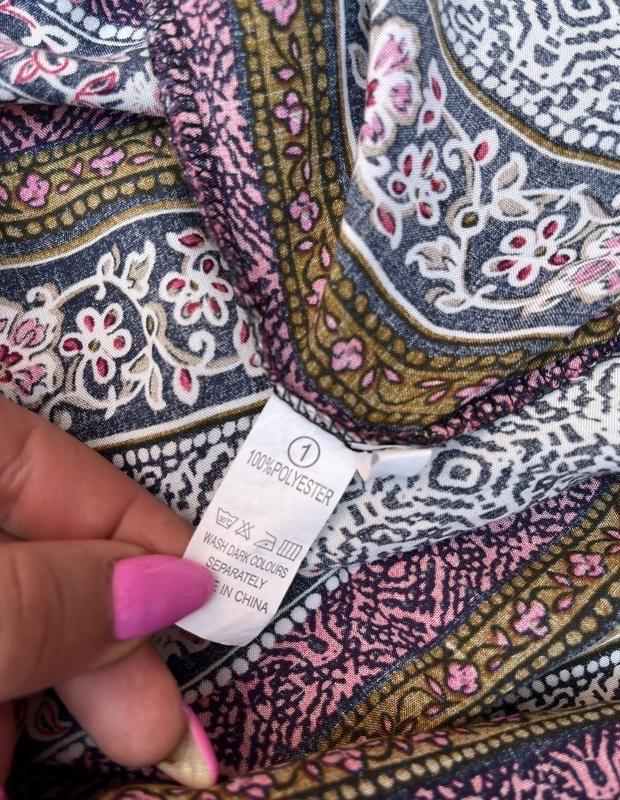 1
100%POLYESTER
WASH DARK COLOURS
SEPARATELY
IN CHINA